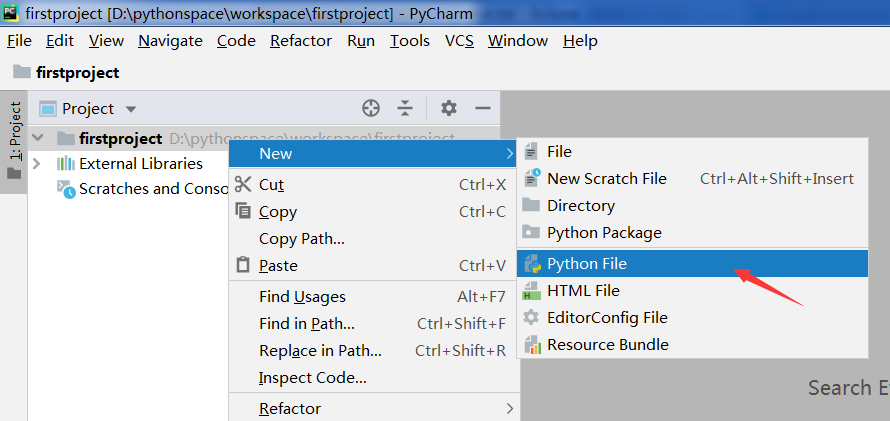 firstproject [D:\pythonspace\workspace\firstproject] - PyCharm
File Edit View Navigate Code Refactor Run Tools VCS Window Help
firstproject
1: Project
Project
firstproject D:\pythonspace\workspace\firstproject
External Libraries
Scratches and Conso
New
Cut Ctrl+X
Copy Ctrl+C
Copy Path...
Paste Ctrl+V
Find Usages Alt+F7
Find in Path... Ctrl+Shift+F
Replace in Path... Ctrl+Shift+R
Inspect Code...
Refactor
File
New Scratch File Ctrl+Alt+Shift+Insert
Directory
Python Package
Python File
HTML File
EditorConfig File
Resource Bundle
Search E